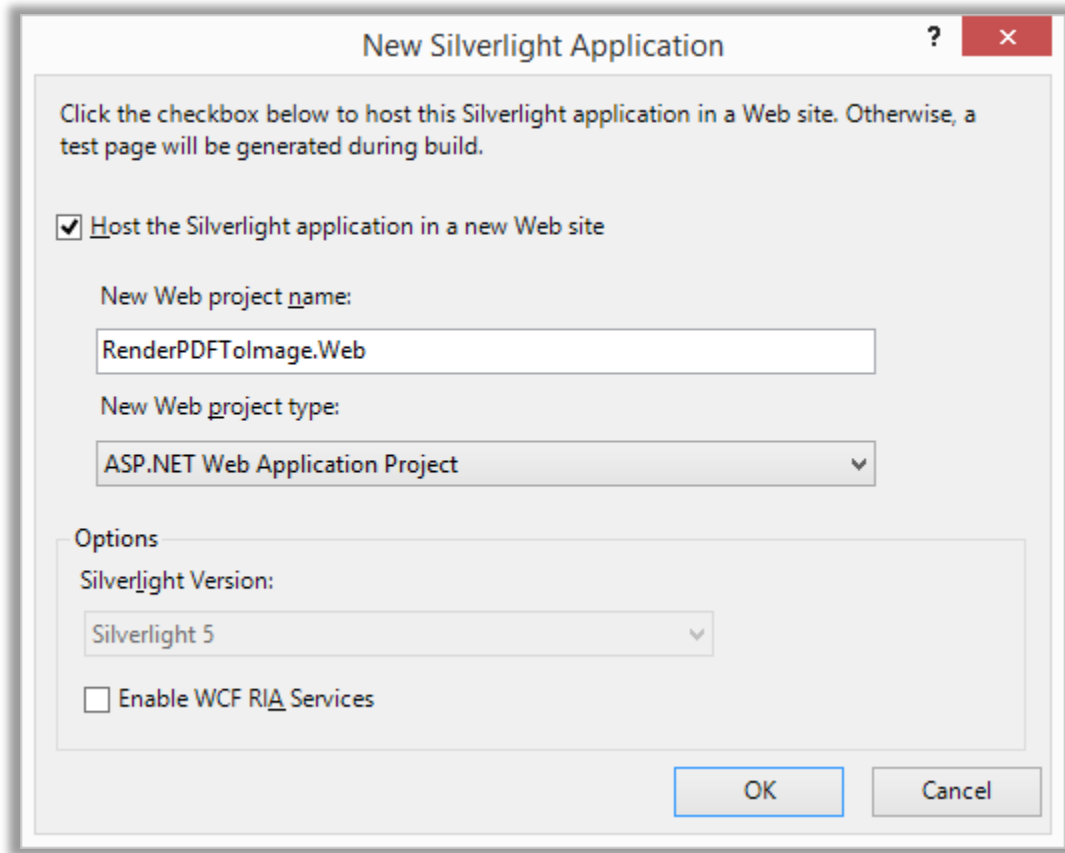 New Silverlight Application
?
Click the checkbox below to host this Silverlight application in a Web site. Otherwise, a
test page will be generated during build.
Host the Silverlight application in a new Web site
New Web project name:
RenderPDFToImage.Web
New Web project type:
ASP.NET Web Application Project
Options
Silverlight Version:
Silverlight 5
Enable WCF RIA Services
OK
Cancel